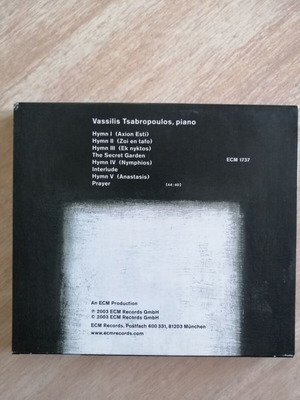 Vassilis Tsabropoulos, piano
Hymn I (Axion Esti)
Hymn II (Zoi en tafo)
Hymn III (Ek nyktos)
The Secret Garden
ECM 1737
Hymn IV (Nymphios)
Interlude
Hymn V (Anastasis)
Prayer
[44:40]
An ECM Production
℗ 2003 ECM Records GmbH
© 2003 ECM Records GmbH
ECM Records, Postfach 600 331, 81203 München
www.ecmrecords.com